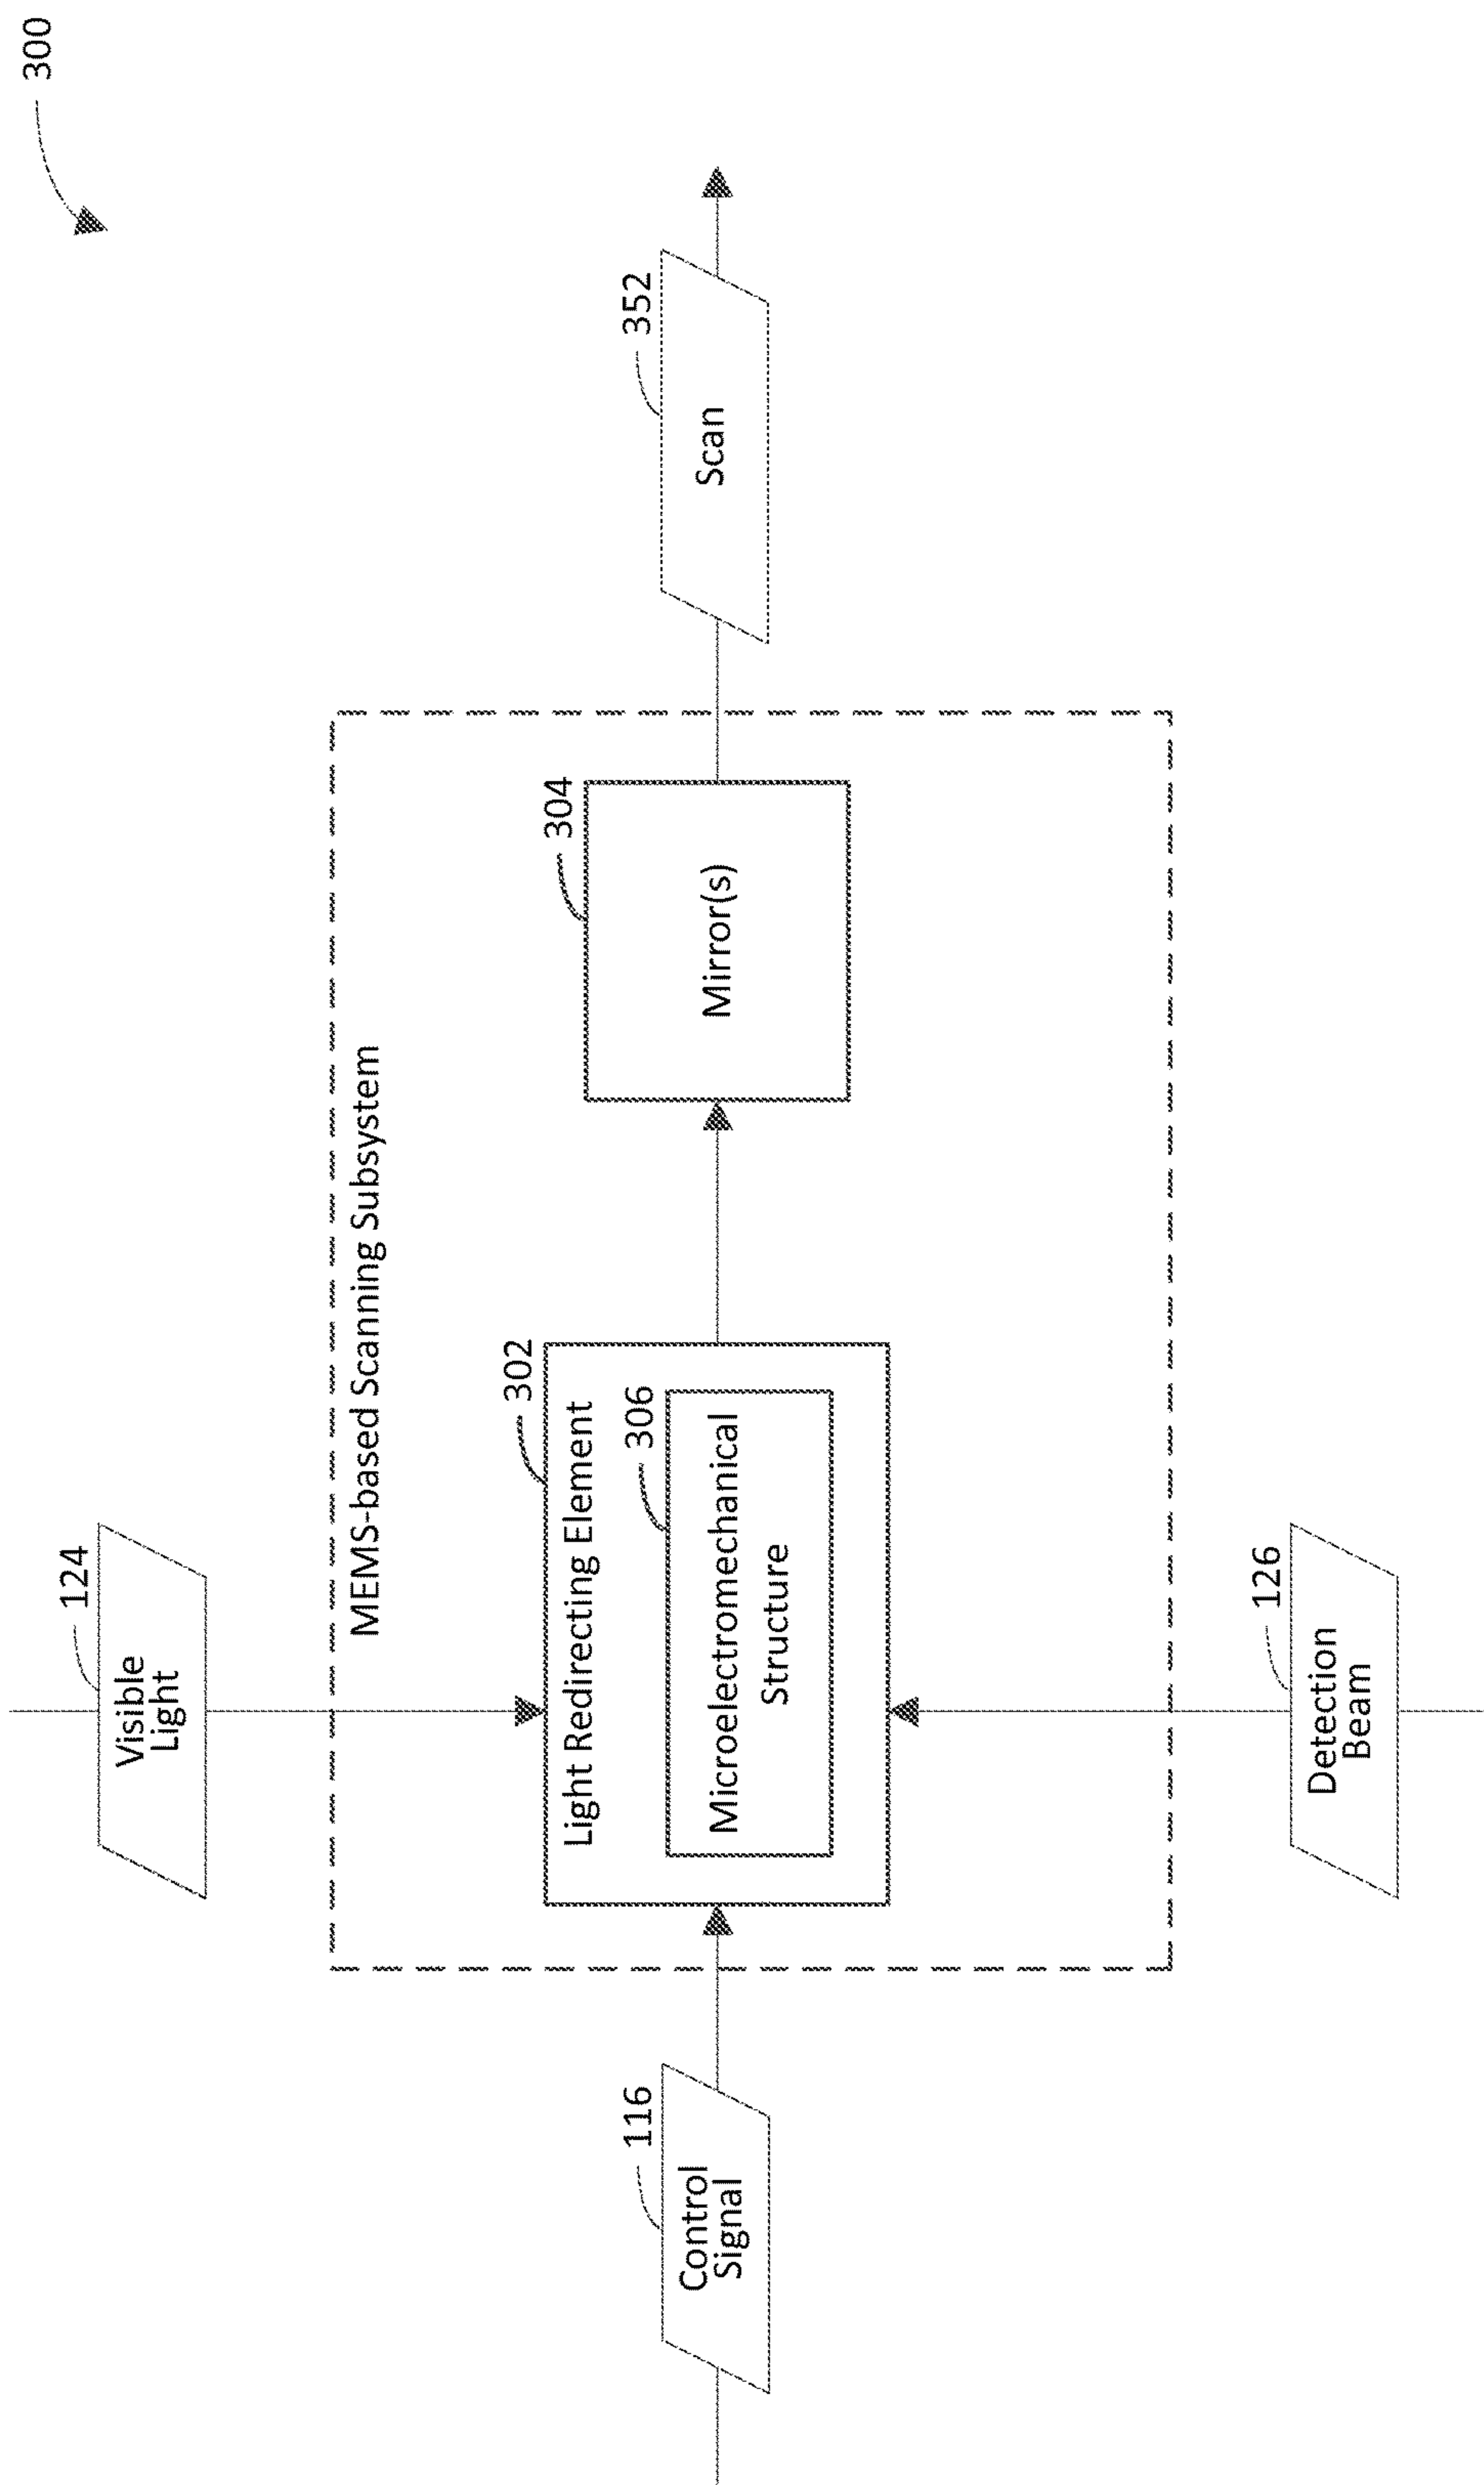 300
124
Visible
Light
MEMS-based Scanning Subsystem
302
Light Redirecting Element
306
Microelectromechanical
Structure
304
Mirror(s)
116
Control
Signal
352
Scan
126
Detection
Beam